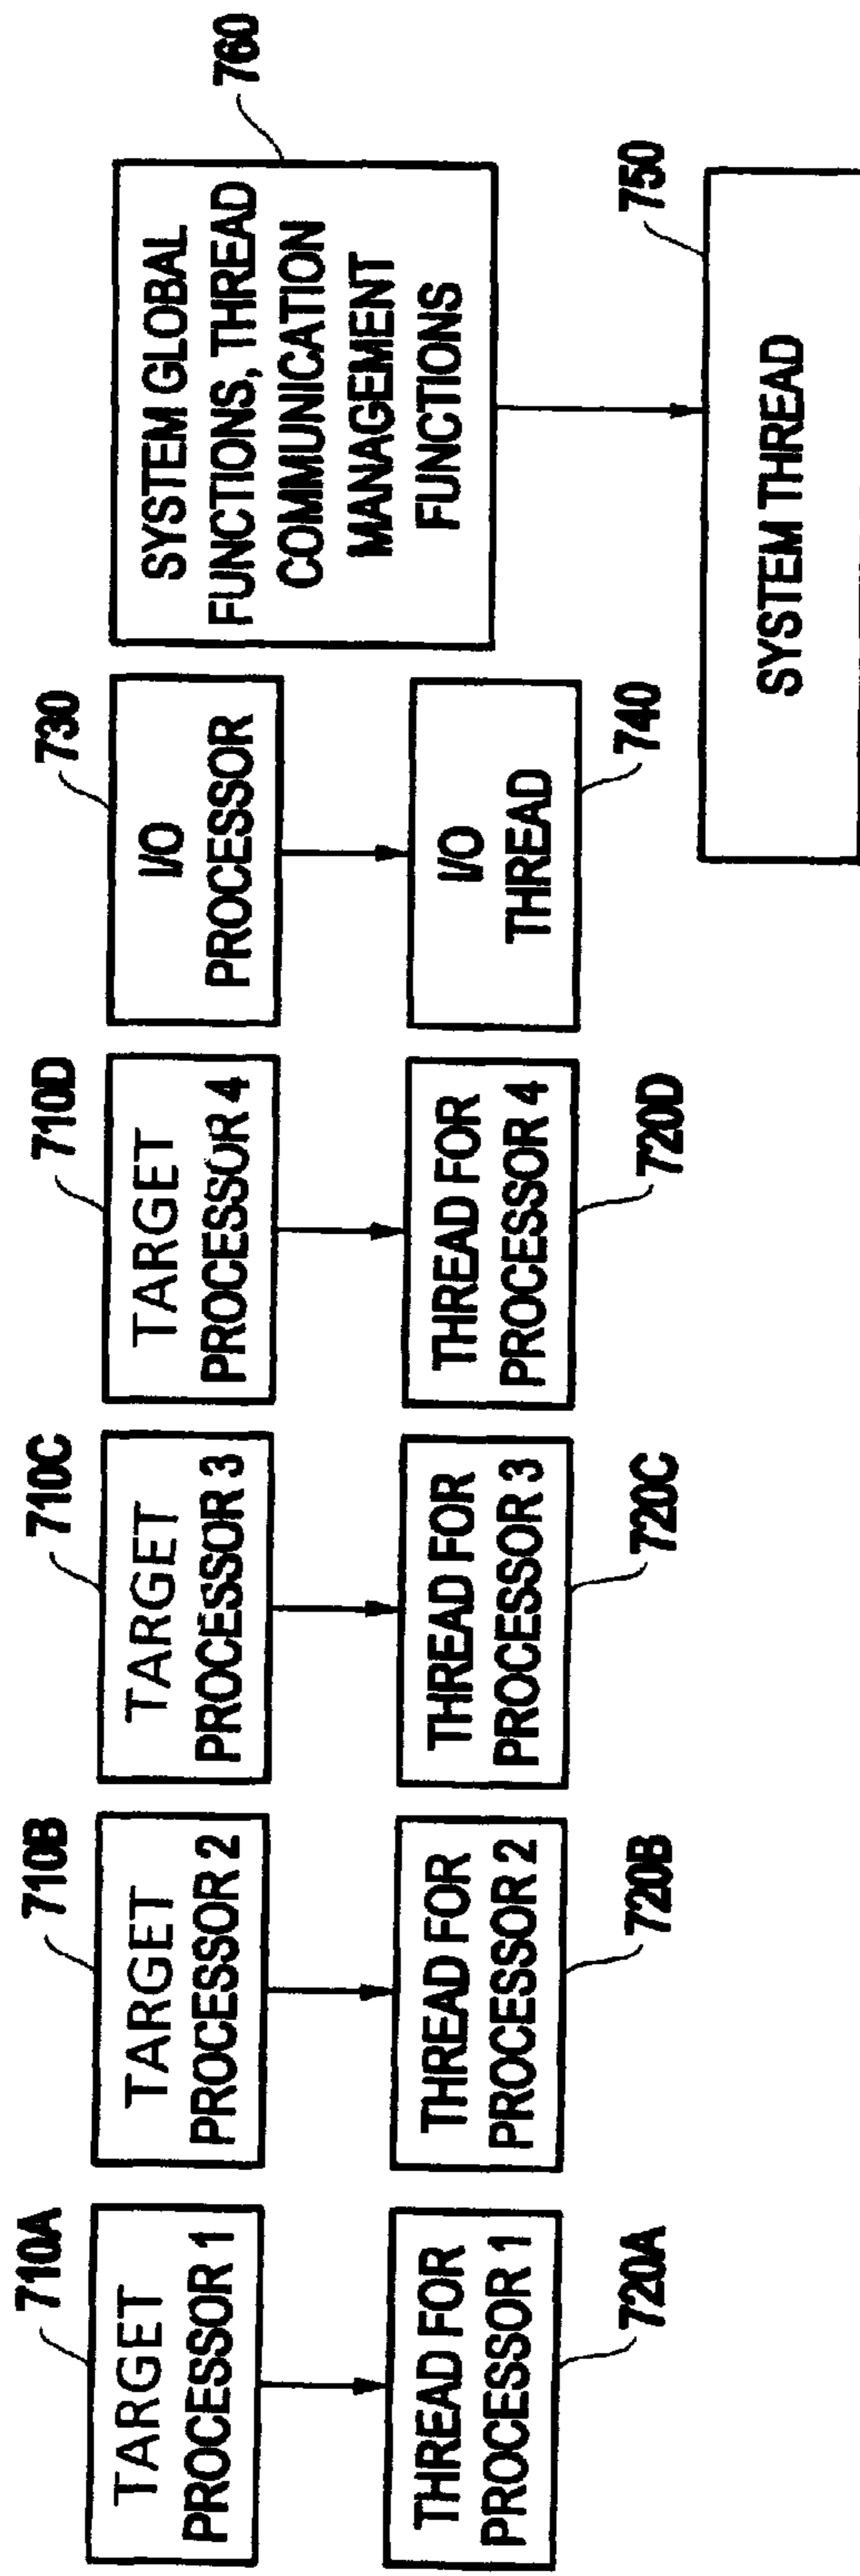 710A
TARGET
PROCESSOR 1
THREAD FOR
PROCESSOR 1
720A
710B
TARGET
PROCESSOR 2
THREAD FOR
PROCESSOR 2
720B
710C
TARGET
PROCESSOR 3
THREAD FOR
PROCESSOR 3
720C
710D
TARGET
PROCESSOR 4
THREAD FOR
PROCESSOR 4
720D
730
I/O
PROCESSOR
I/O
THREAD
740
760
SYSTEM GLOBAL
FUNCTIONS, THREAD
COMMUNICATION
MANAGEMENT
FUNCTIONS
750
SYSTEM THREAD